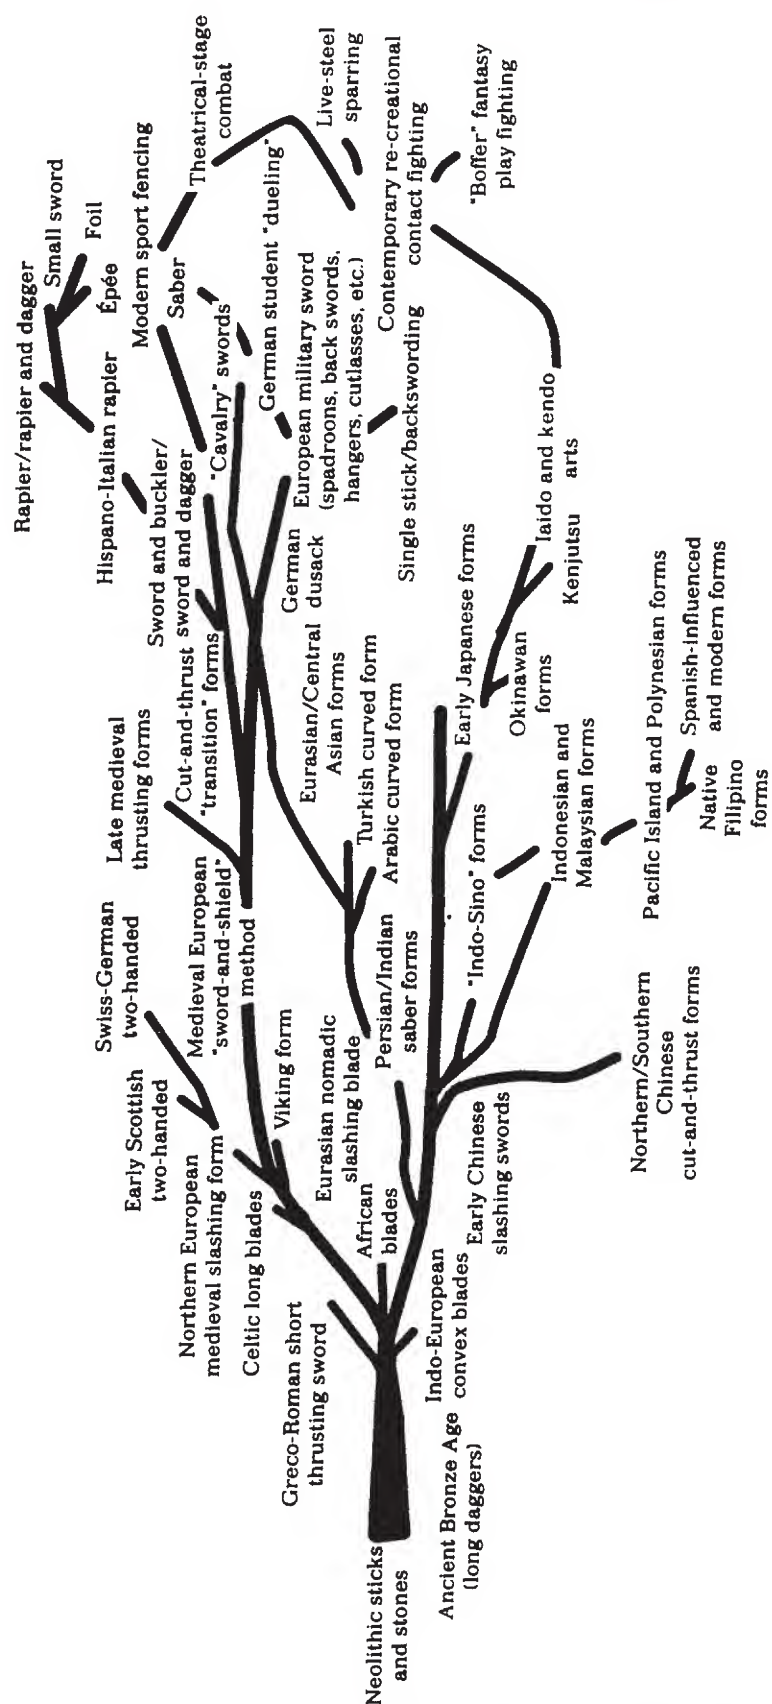 Neolithic sticks
and stones
Ancient Bronze Age
(long daggers)
Greco-Roman short
thrusting sword
Indo-European
convex blades
African
blades
Celtic long blades
Northern European
medieval slashing form
Early Scottish
two-handed
Swiss-German
two-handed
Viking form
Medieval European
"sword-and-shield"
method
Eurasian nomadic
slashing blade
Persian/Indian
saber forms
Early Chinese
slashing swords
Northern/Southern
Chinese
cut-and-thrust forms
"Indo-Sino" forms
Indonesian and
Malaysian forms
Pacific Island and Polynesian forms
Native
Filipino
forms
Spanish-influenced
and modern forms
Late medieval
thrusting forms
Cut-and-thrust
"transition" forms
Eurasian/Central
Asian forms
Turkish curved form
Arabic curved form
Early Japanese forms
Okinawan
forms
Kenjutsu
Iaido and kendo
arts
Sword and buckler/
sword and dagger
Hispano-Italian rapier
Rapier/rapier and dagger
Small sword
Épée
Foil
German
dusack
"Cavalry" swords
Saber
Modern sport fencing
European military sword
(spadroons, back swords,
hangers, cutlasses, etc.)
German student "dueling"
Single stick/backswording
Theatrical-stage
combat
Live-steel
sparring
Contemporary re-creational
contact fighting
"Boffer" fantasy
play fighting